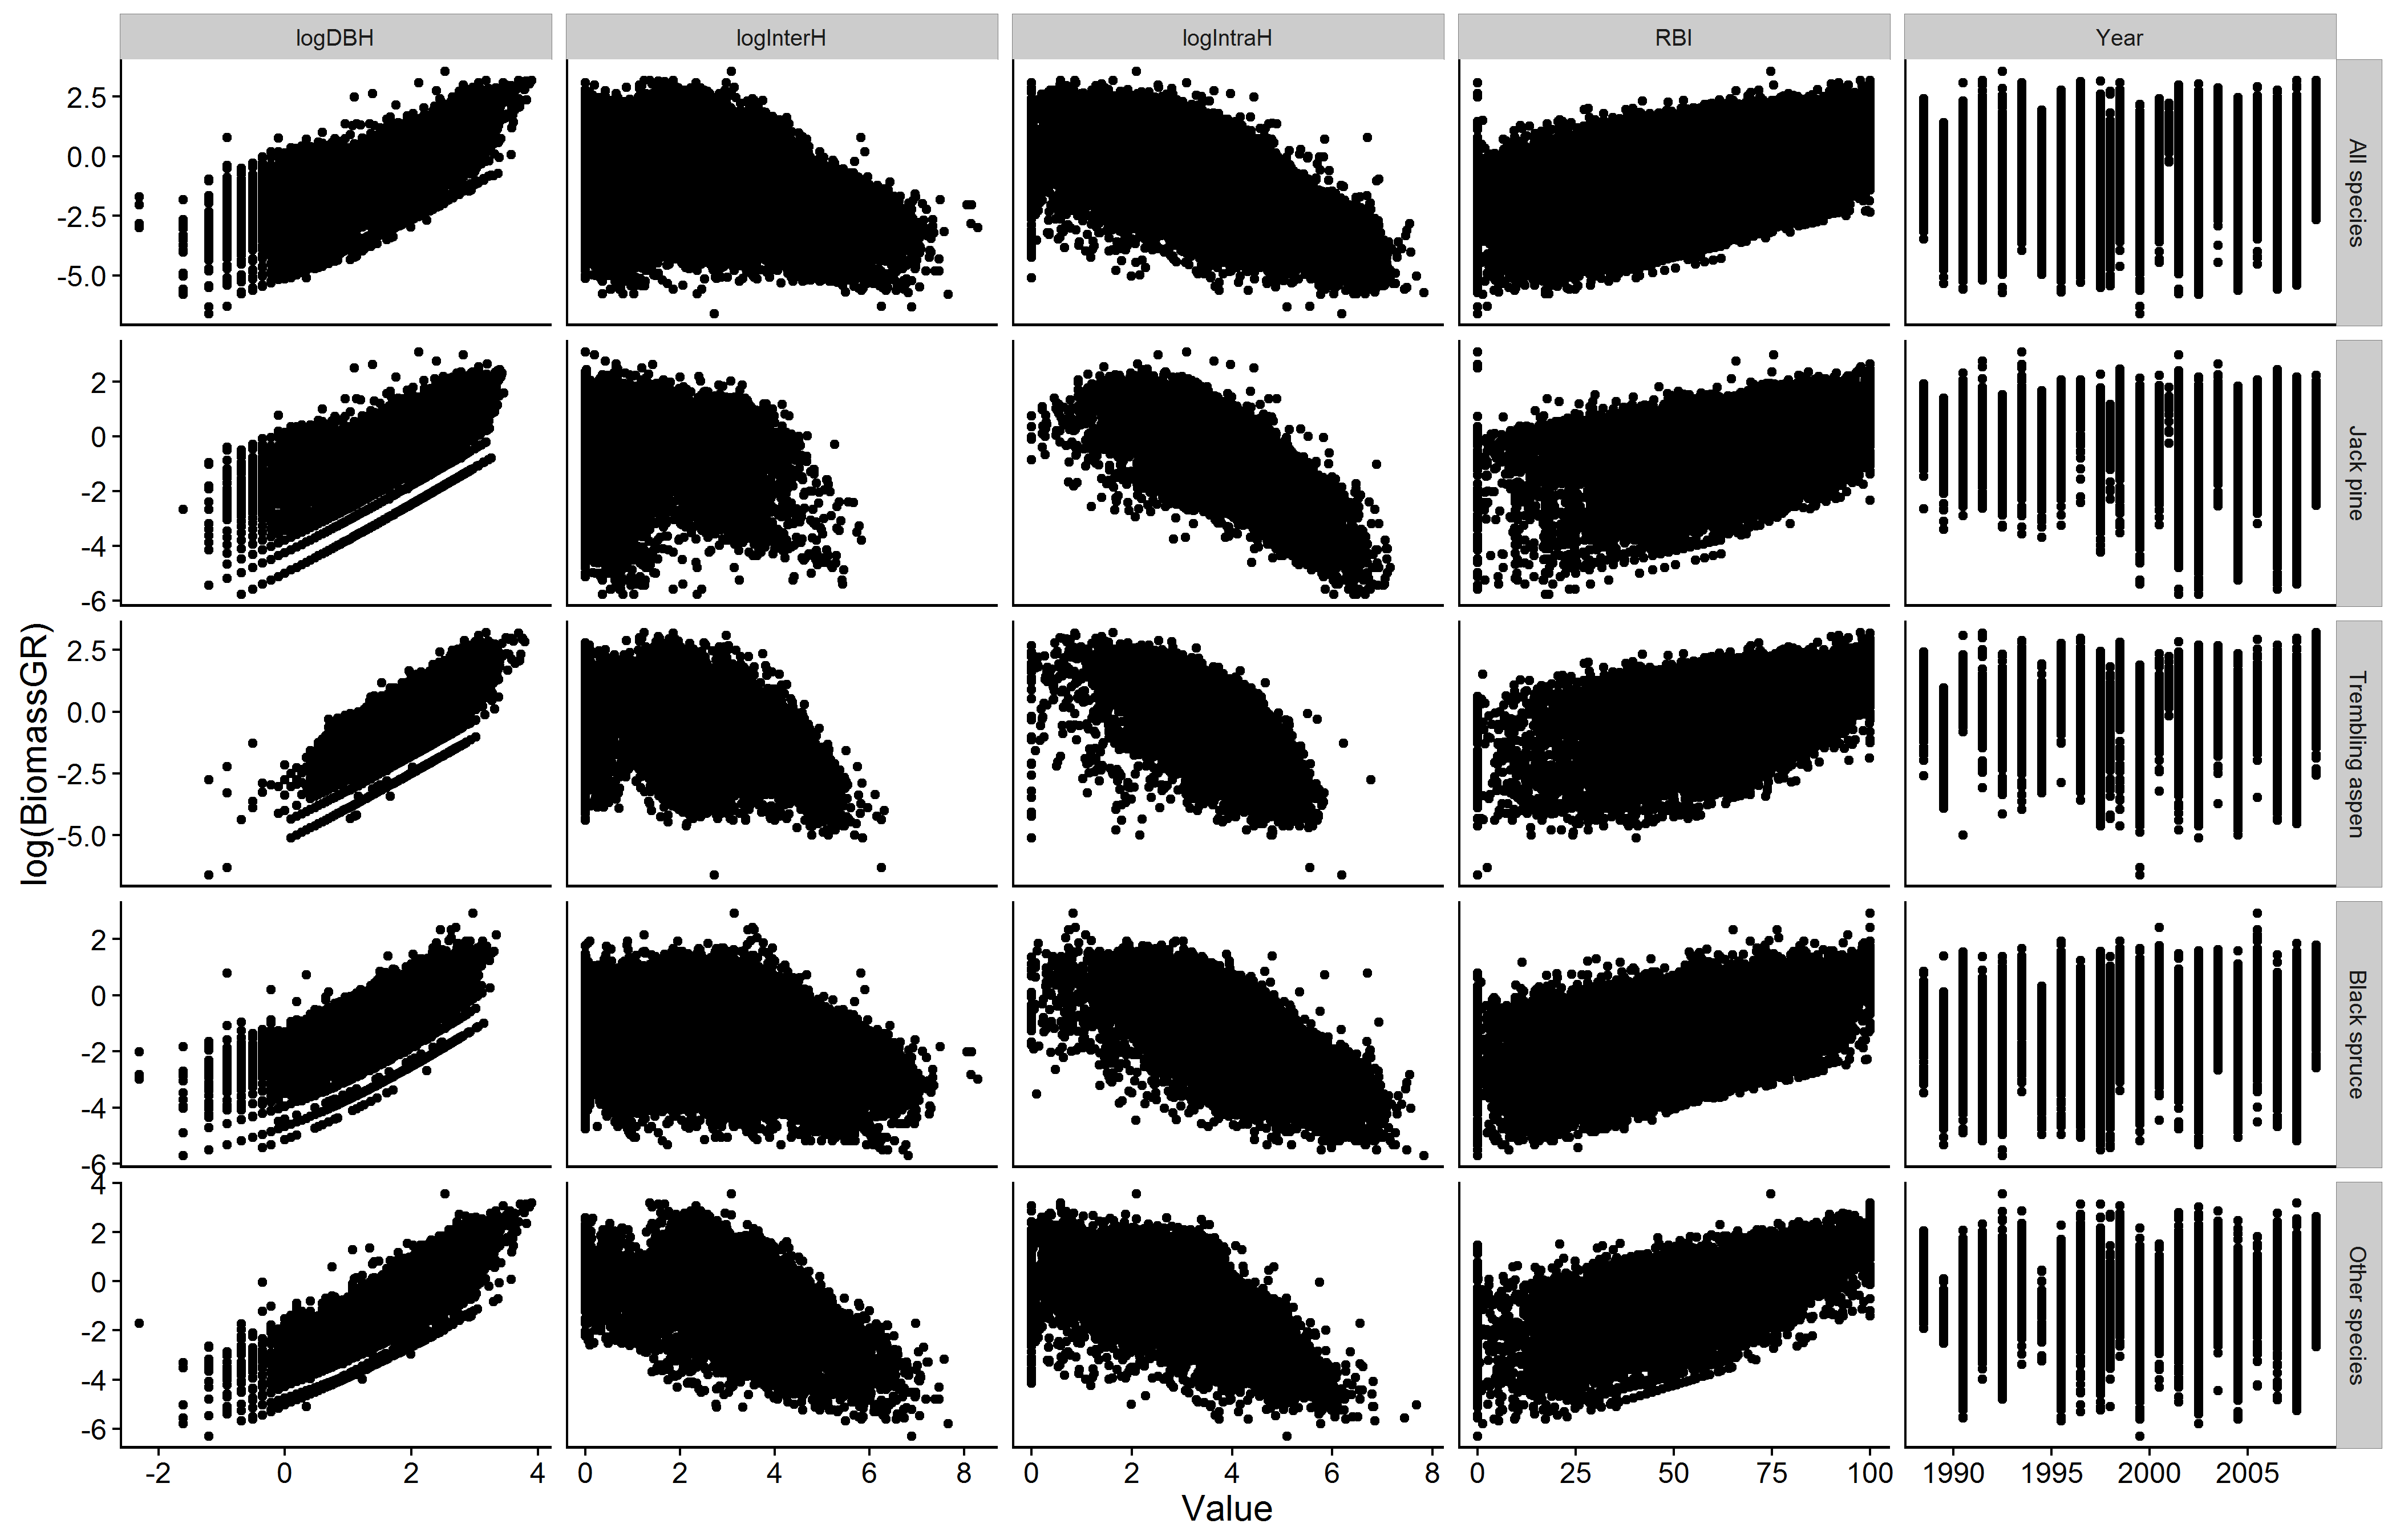 logDBH logInterH logIntraH RBI Year
2.5
0.0
-2.5
-5.0
All species
2
0
-2
-4
-6
Jack pine
2.5
0.0
-2.5
-5.0
Trembling aspen
2
0
-2
-4
-6
Black spruce
4
2
0
-2
-4
-6
Other species
log(BiomassGR)
-2 0 2 4 0 2 4 6 8 0 2 4 6 8 0 25 50 75 100 1990 1995 2000 2005
Value